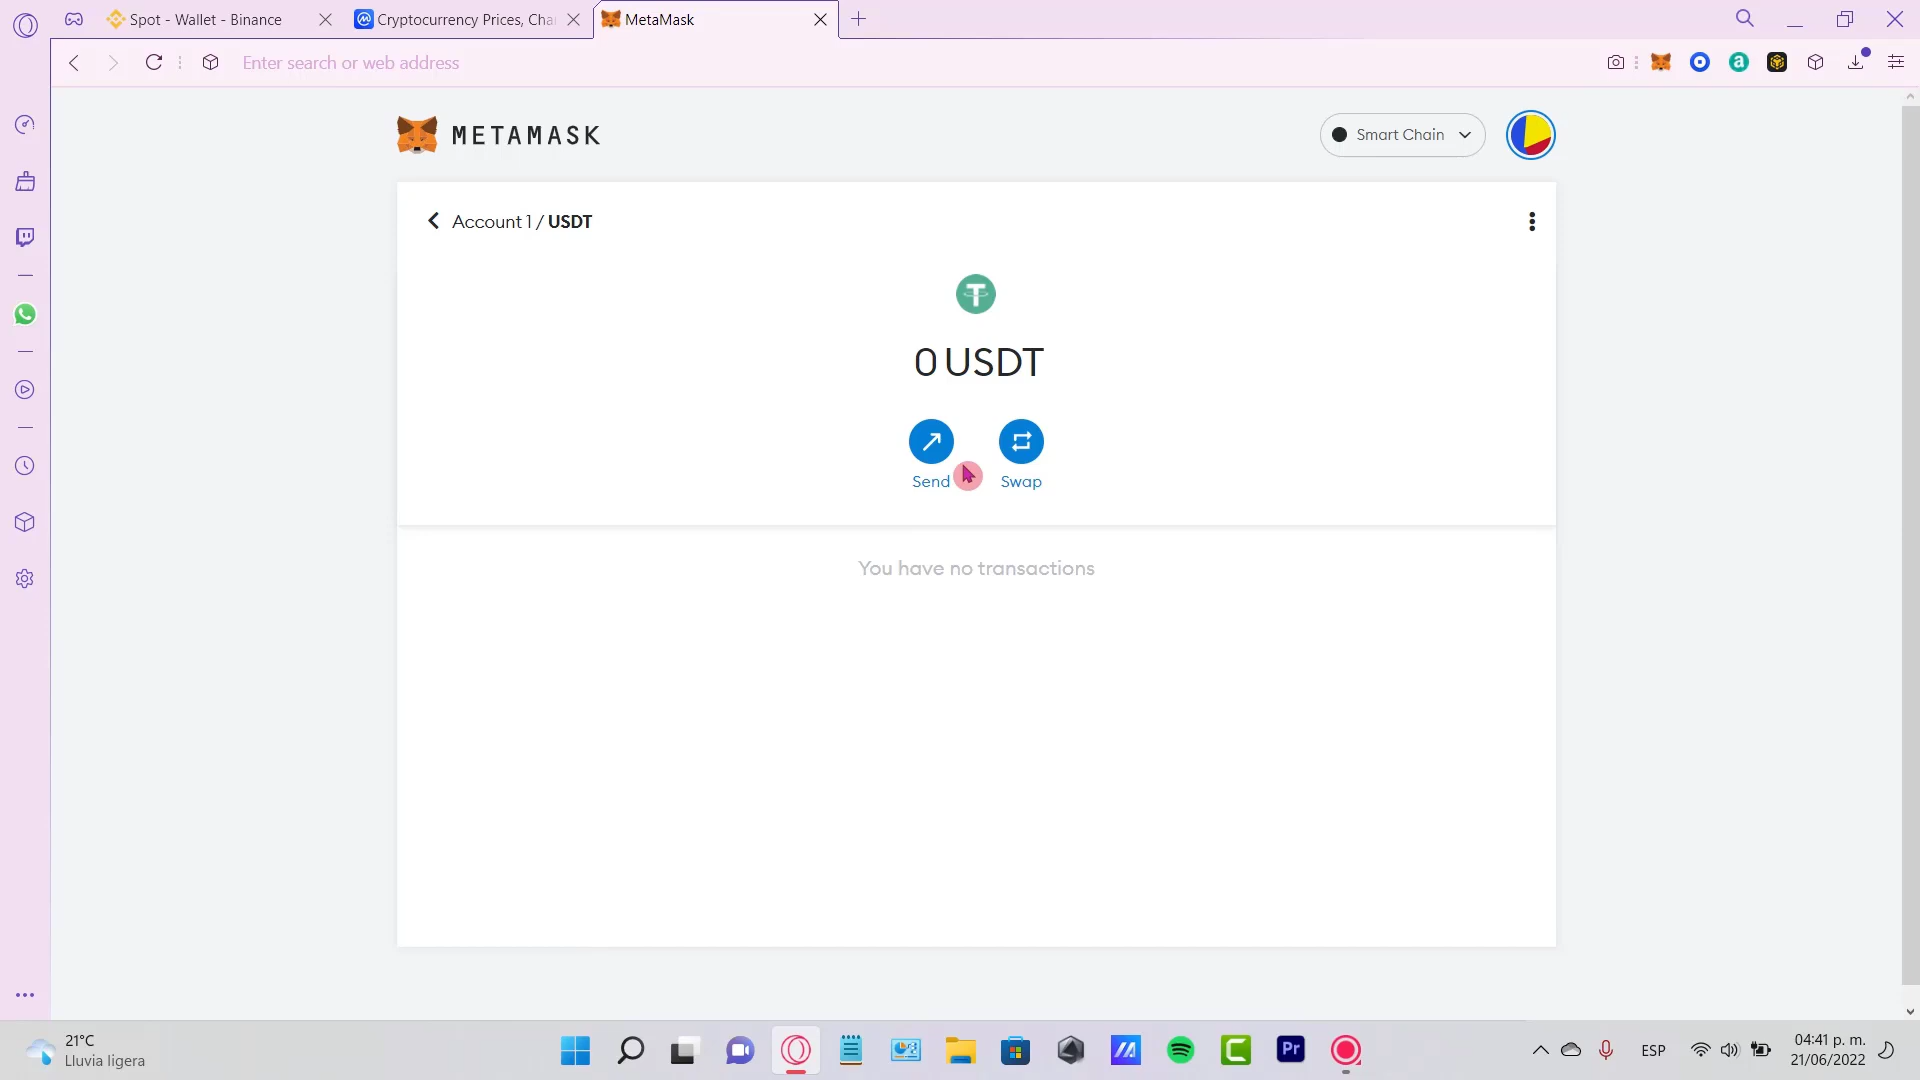 Spot - Wallet - Binance
Cryptocurrency Prices, Cha
MetaMask
Enter search or web address
METAMASK
Smart Chain
Account 1 / USDT
0 USDT
Send
Swap
You have no transactions
21°C
Lluvia ligera
Pr
ESP
04:41 p. m.
21/06/2022